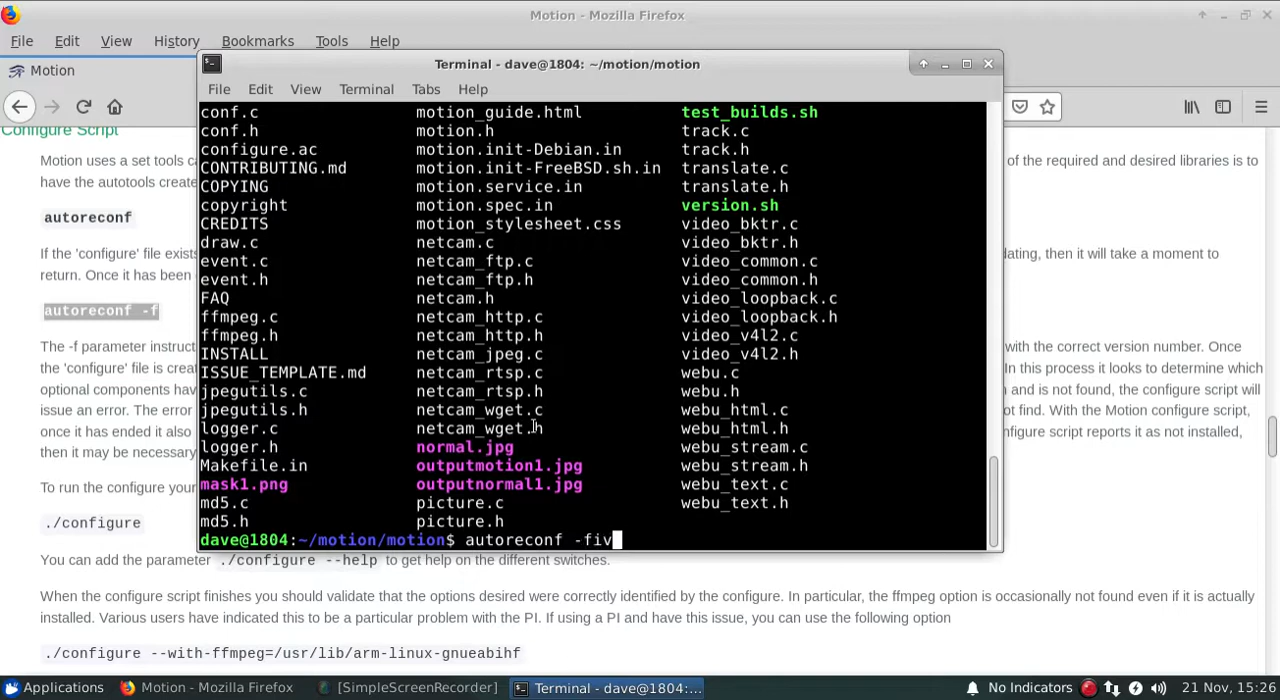 Motion - Mozilla Firefox
File Edit View History Bookmarks Tools Help
Motion
Terminal - dave@1804: ~/motion/motion
File Edit View Terminal Tabs Help
conf.c motion_guide.html test_builds.sh
conf.h motion.h track.c
configure.ac motion.init-Debian.in track.h
CONTRIBUTING.md motion.init-FreeBSD.sh.in translate.c
COPYING motion.service.in translate.h
copyright motion.spec.in version.sh
CREDITS motion_stylesheet.css video_bktr.c
draw.c netcam.c video_bktr.h
event.c netcam_ftp.c video_common.c
event.h netcam_ftp.h video_common.h
FAQ netcam.h video_loopback.c
ffmpeg.c netcam_http.c video_loopback.h
ffmpeg.h netcam_http.h video_v4l2.c
INSTALL netcam_jpeg.c video_v4l2.h
ISSUE_TEMPLATE.md netcam_rtsp.c webu.c
jpegutils.c netcam_rtsp.h webu.h
jpegutils.h netcam_wget.c webu_html.c
logger.c netcam_wget.h webu_html.h
logger.h normal.jpg webu_stream.c
Makefile.in outputmotion1.jpg webu_stream.h
mask1.png outputnormal1.jpg webu_text.c
md5.c picture.c webu_text.h
md5.h picture.h
dave@1804:~/motion/motion$ autoreconf -fiv
Configure Script
Motion uses a set tools of the required and desired libraries is to
have the autotools create
autoreconf
If the 'configure' file exists dating, then it will take a moment to
return. Once it has been
autoreconf -f
The -f parameter instruct with the correct version number. Once
the 'configure' file is crea In this process it looks to determine which
optional components hav and is not found, the configure script will
issue an error. The error not find. With the Motion configure script,
once it has ended it also nfigure script reports it as not installed,
then it may be necessary
To run the configure your
./configure
You can add the parameter ./configure --help to get help on the different switches.
When the configure script finishes you should validate that the options desired were correctly identified by the configure. In particular, the ffmpeg option is occasionally not found even if it is actually
installed. Various users have indicated this to be a particular problem with the PI. If using a PI and have this issue, you can use the following option
./configure --with-ffmpeg=/usr/lib/arm-linux-gnueabihf
Applications Motion - Mozilla Firefox [SimpleScreenRecorder] Terminal - dave@1804:... No Indicators 21 Nov, 15:26